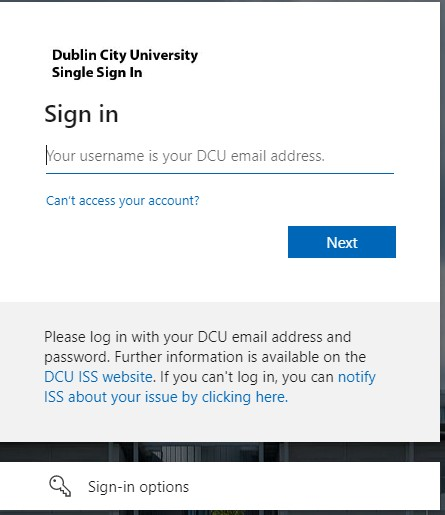 Dublin City University
Single Sign In
Sign in
Your username is your DCU email address.
Can't access your account?
Next
Please log in with your DCU email address and
password. Further information is available on the
DCU ISS website. If you can't log in, you can notify
ISS about your issue by clicking here.
Sign-in options